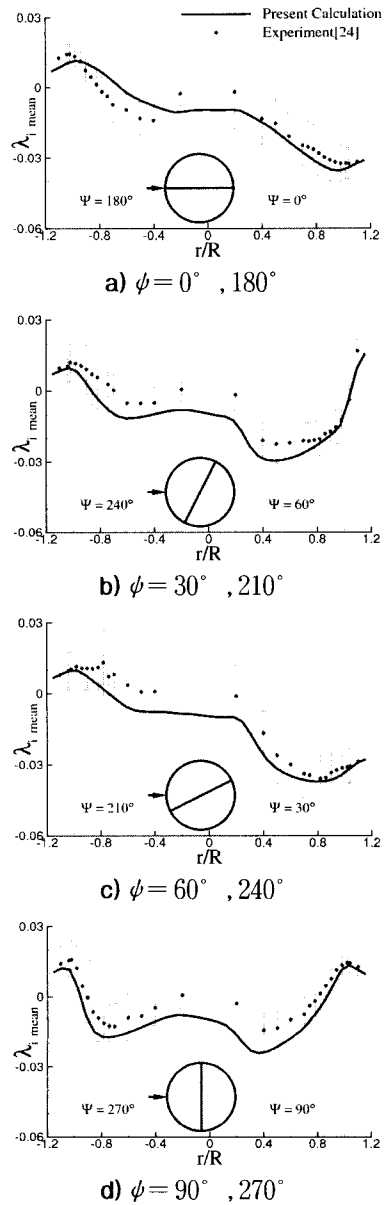 Present Calculation
Experiment[24]
0.03
0
-0.03
-0.06
λi mean
Ψ = 180°
Ψ = 0°
-1.2 -0.8 -0.4 0 0.4 0.8 1.2
r/R
a) ψ=0° ,180°
0.03
0
-0.03
-0.06
λi mean
Ψ = 240°
Ψ = 60°
-1.2 -0.8 -0.4 0 0.4 0.8 1.2
r/R
b) ψ=30° ,210°
0.03
0
-0.03
-0.06
λi mean
Ψ = 210°
Ψ = 30°
-1.2 -0.8 -0.4 0 0.4 0.8 1.2
r/R
c) ψ=60° ,240°
0.03
0
-0.03
-0.06
λi mean
Ψ = 270°
Ψ = 90°
-1.2 -0.8 -0.4 0 0.4 0.8 1.2
r/R
d) ψ=90° ,270°